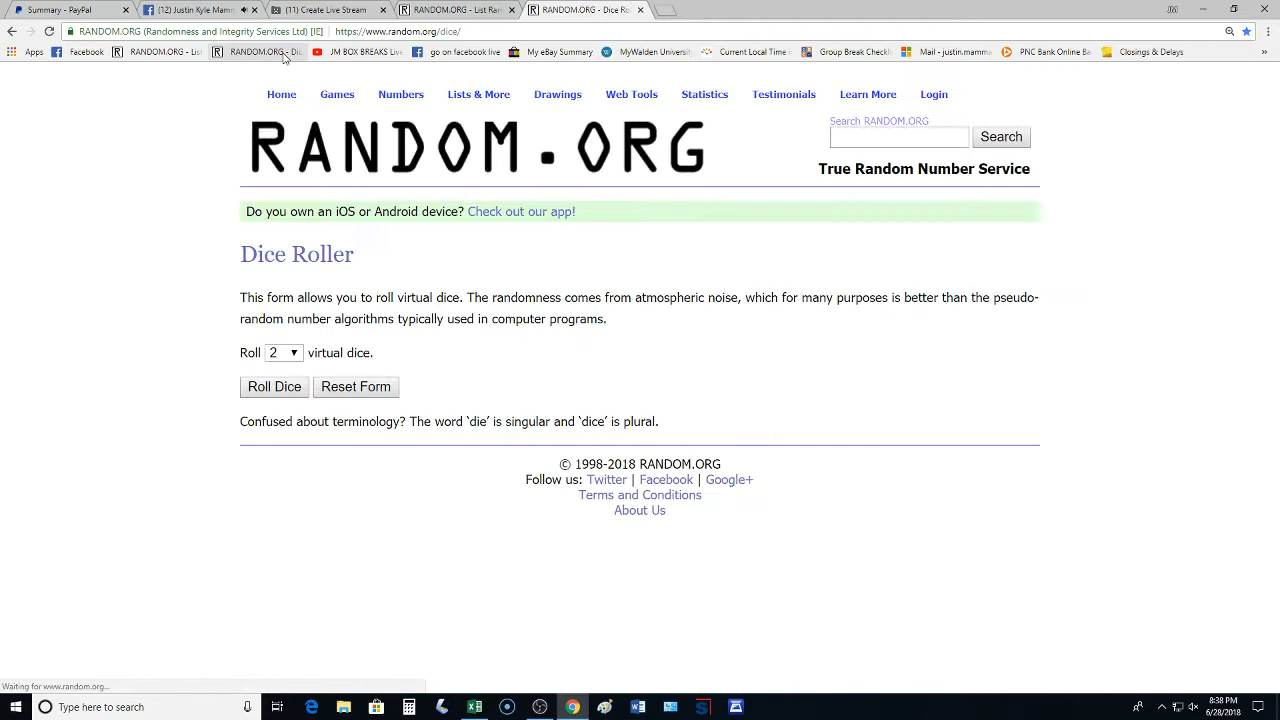 Summary - PayPal
(12) Justin Kyle Mamm
(11) Create Live Stream
RANDOM.ORG - List Ran
RANDOM.ORG - Dice Ro
RANDOM.ORG (Randomness and Integrity Services Ltd) [IE] | https://www.random.org/dice/
Apps Facebook RANDOM.ORG - List RANDOM.ORG - Dic JM BOX BREAKS Live go on facebook live My eBay Summary MyWalden Universit Current Local Time Group Break Checkli Mail - justin.mamma PNC Bank Online Ba Closings & Delays »
Home Games Numbers Lists & More Drawings Web Tools Statistics Testimonials Learn More Login
RANDOM.ORG
Search RANDOM.ORG
Search
True Random Number Service
Do you own an iOS or Android device? Check out our app!
Dice Roller
This form allows you to roll virtual dice. The randomness comes from atmospheric noise, which for many purposes is better than the pseudo-
random number algorithms typically used in computer programs.
Roll 2 virtual dice.
Roll Dice Reset Form
Confused about terminology? The word ‘die’ is singular and ‘dice’ is plural.
© 1998-2018 RANDOM.ORG
Follow us: Twitter | Facebook | Google+
Terms and Conditions
About Us
Waiting for www.random.org...
Type here to search
8:38 PM
6/28/2018